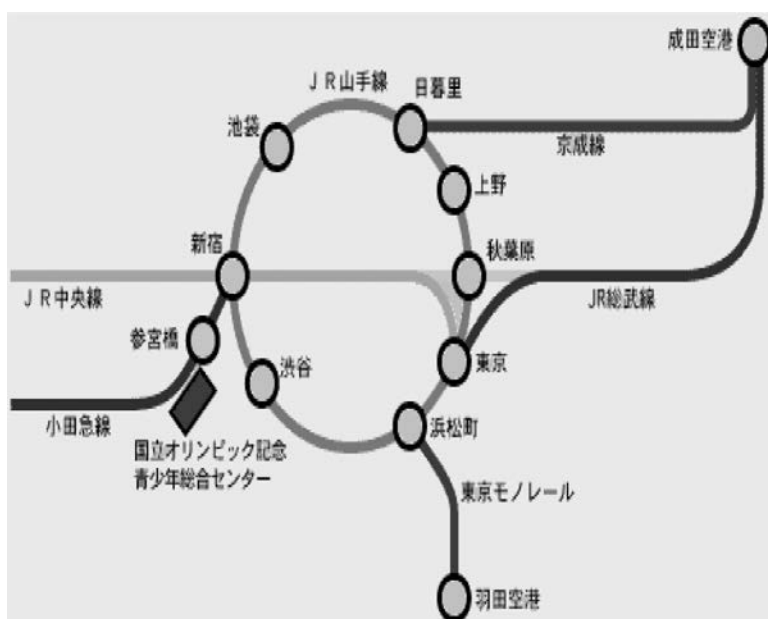 成田空港
ＪＲ山手線
日暮里
池袋
京成線
上野
新宿
秋葉原
ＪＲ中央線
JR総武線
参宮橋
渋谷
東京
小田急線
浜松町
国立オリンピック記念
青少年総合センター
東京モノレール
羽田空港